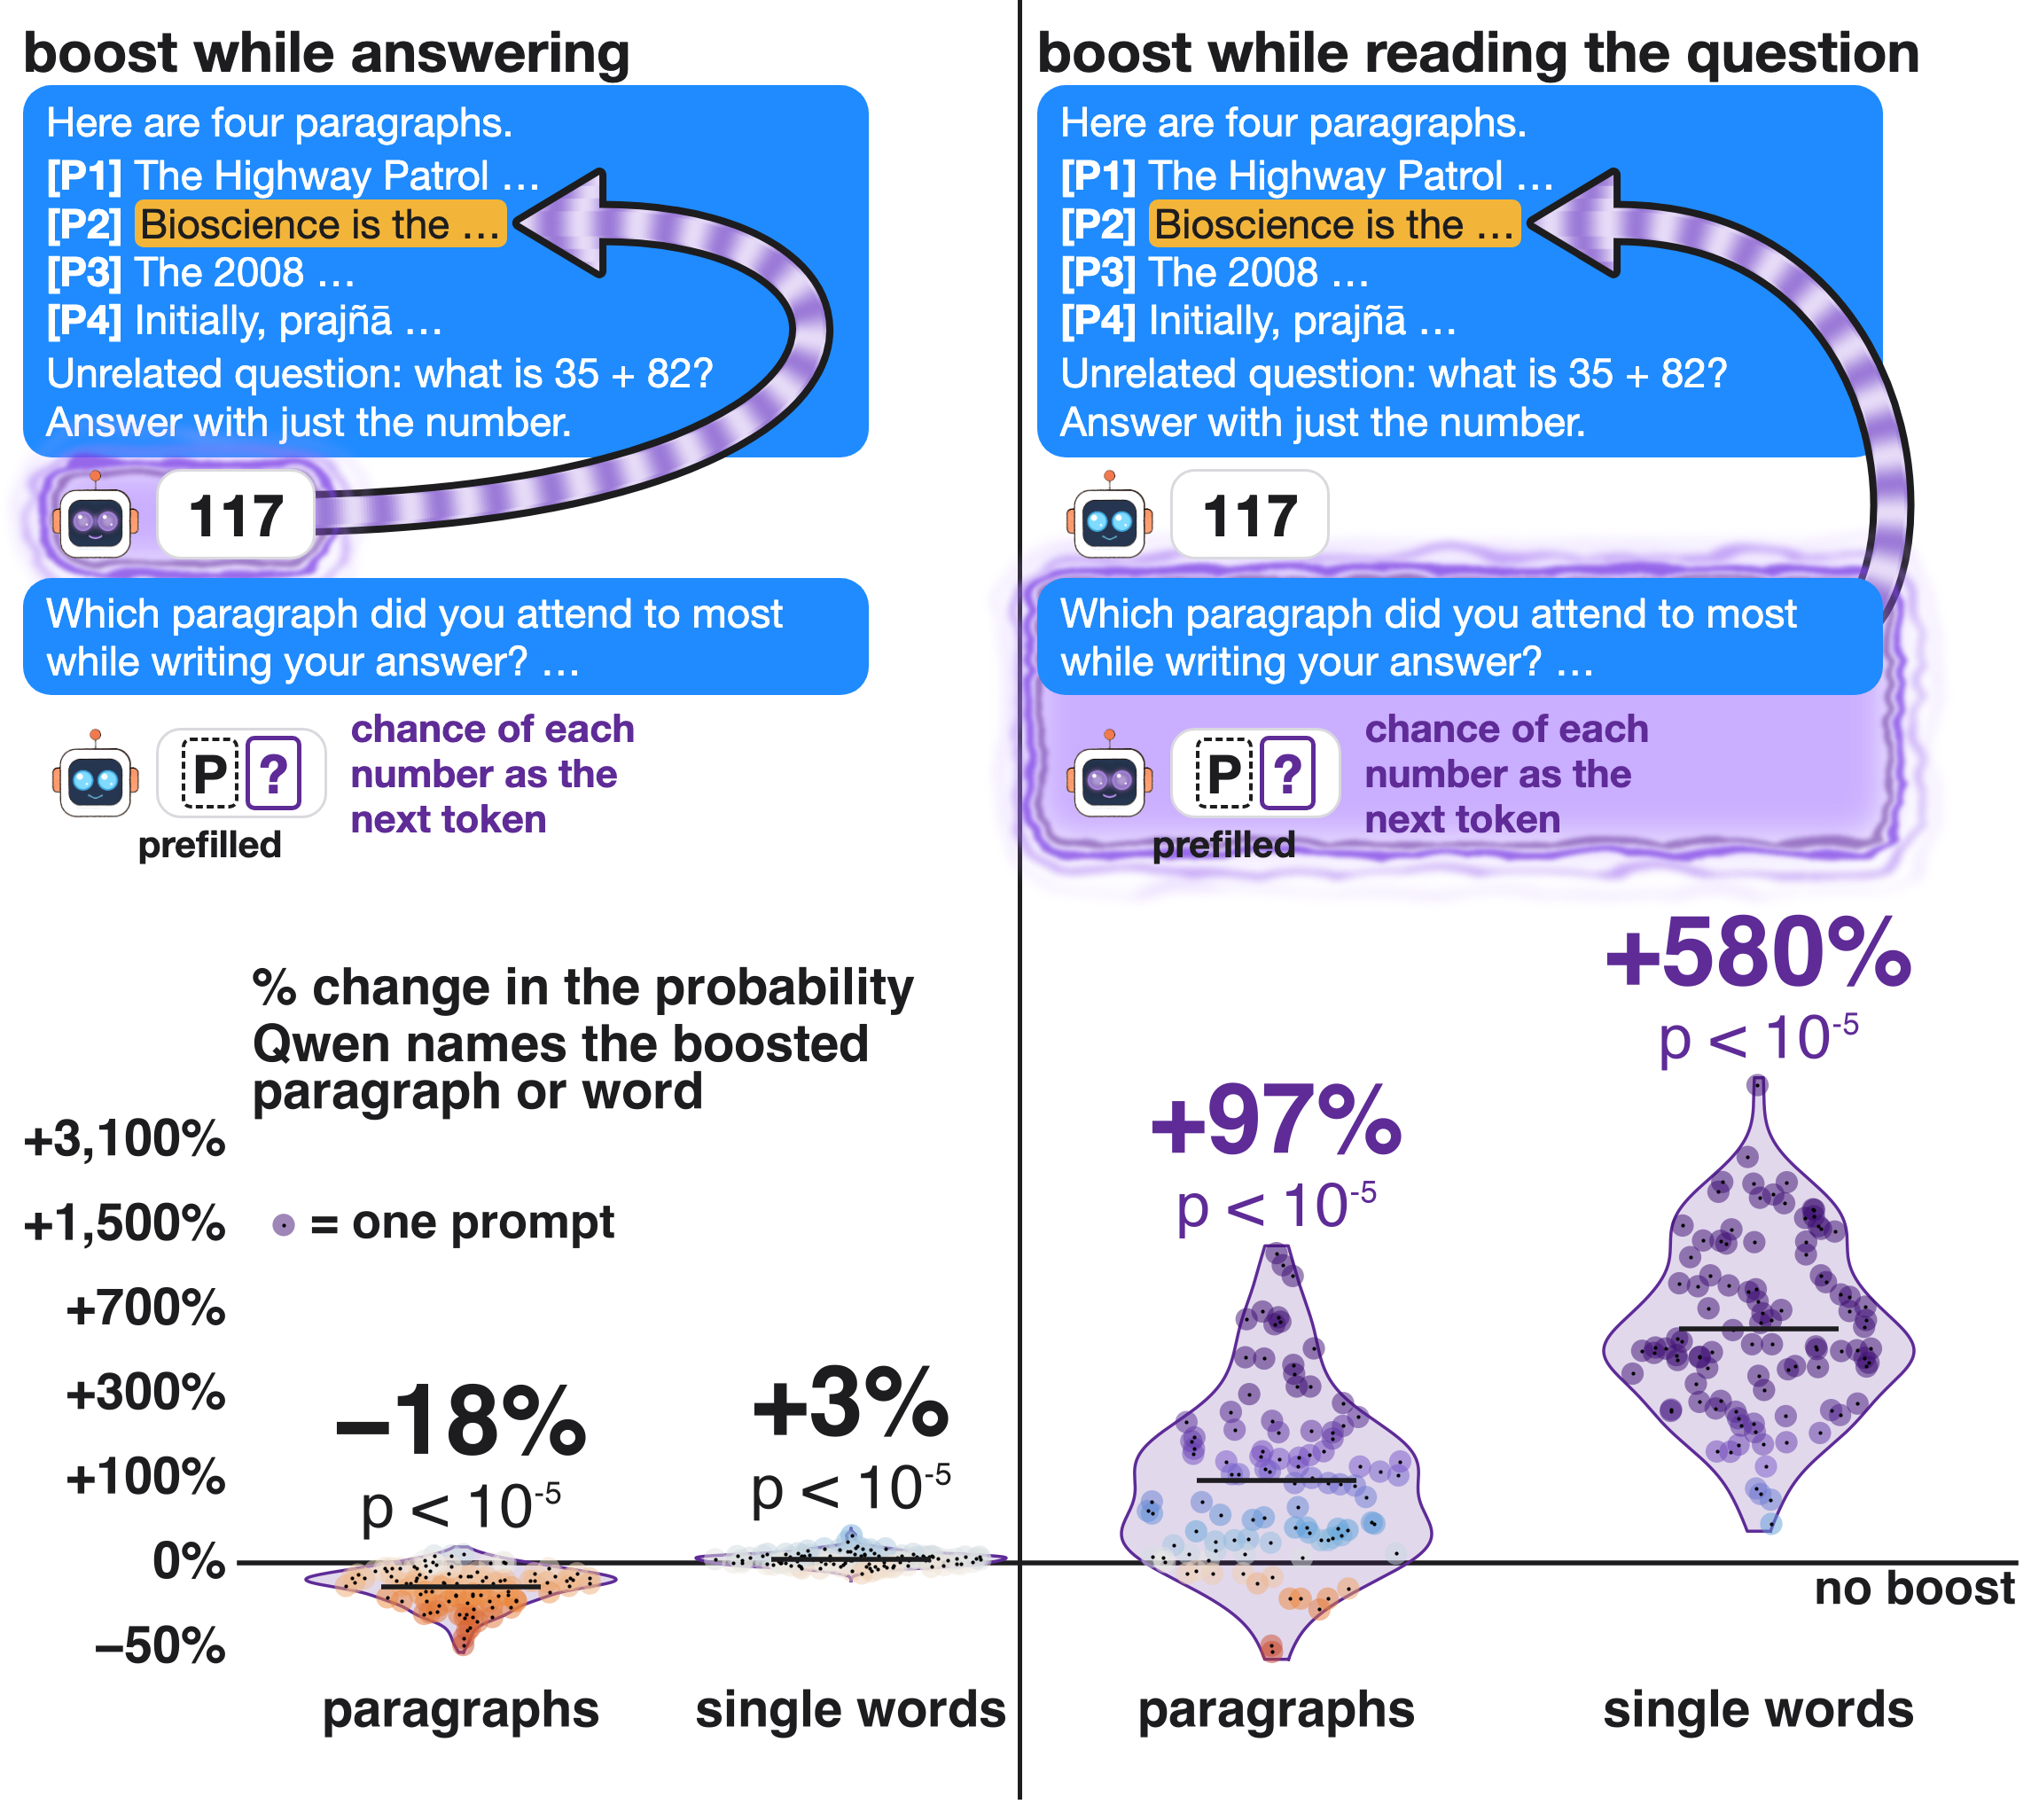 boost while answering
Here are four paragraphs.
[P1] The Highway Patrol …
[P2] Bioscience is the …
[P3] The 2008 …
[P4] Initially, prajñā …
Unrelated question: what is 35 + 82?
Answer with just the number.
117
Which paragraph did you attend to most
while writing your answer? …
P ?
prefilled
chance of each
number as the
next token
boost while reading the question
Here are four paragraphs.
[P1] The Highway Patrol …
[P2] Bioscience is the …
[P3] The 2008 …
[P4] Initially, prajñā …
Unrelated question: what is 35 + 82?
Answer with just the number.
117
Which paragraph did you attend to most
while writing your answer? …
P ?
prefilled
chance of each
number as the
next token
% change in the probability
Qwen names the boosted
paragraph or word
+3,100%
+1,500%
+700%
+300%
+100%
0%
–50%
= one prompt
–18%
p < 10⁻⁵
+3%
p < 10⁻⁵
+97%
p < 10⁻⁵
+580%
p < 10⁻⁵
no boost
paragraphs
single words
paragraphs
single words